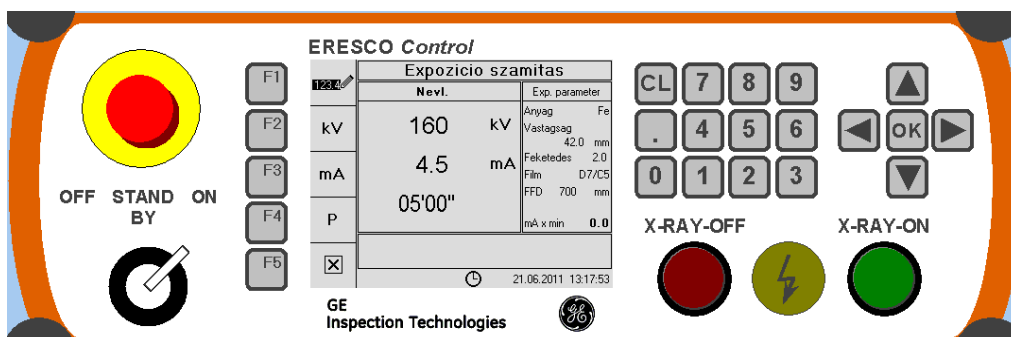 ERESCO Control
F1
F2
F3
F4
F5
123.4
kV
mA
P
Expozicio szamitas
Nevl.
Exp. parameter
160 kV
4.5 mA
05'00"
Anyag Fe
Vastagsag
42.0 mm
Feketedes 2.0
Film D7/C5
FFD 700 mm
mA x min 0.0
21.06.2011 13:17:53
GE
Inspection Technologies
GE
OFF STAND ON
BY
CL 7 8 9
. 4 5 6
0 1 2 3
OK
X-RAY-OFF
X-RAY-ON